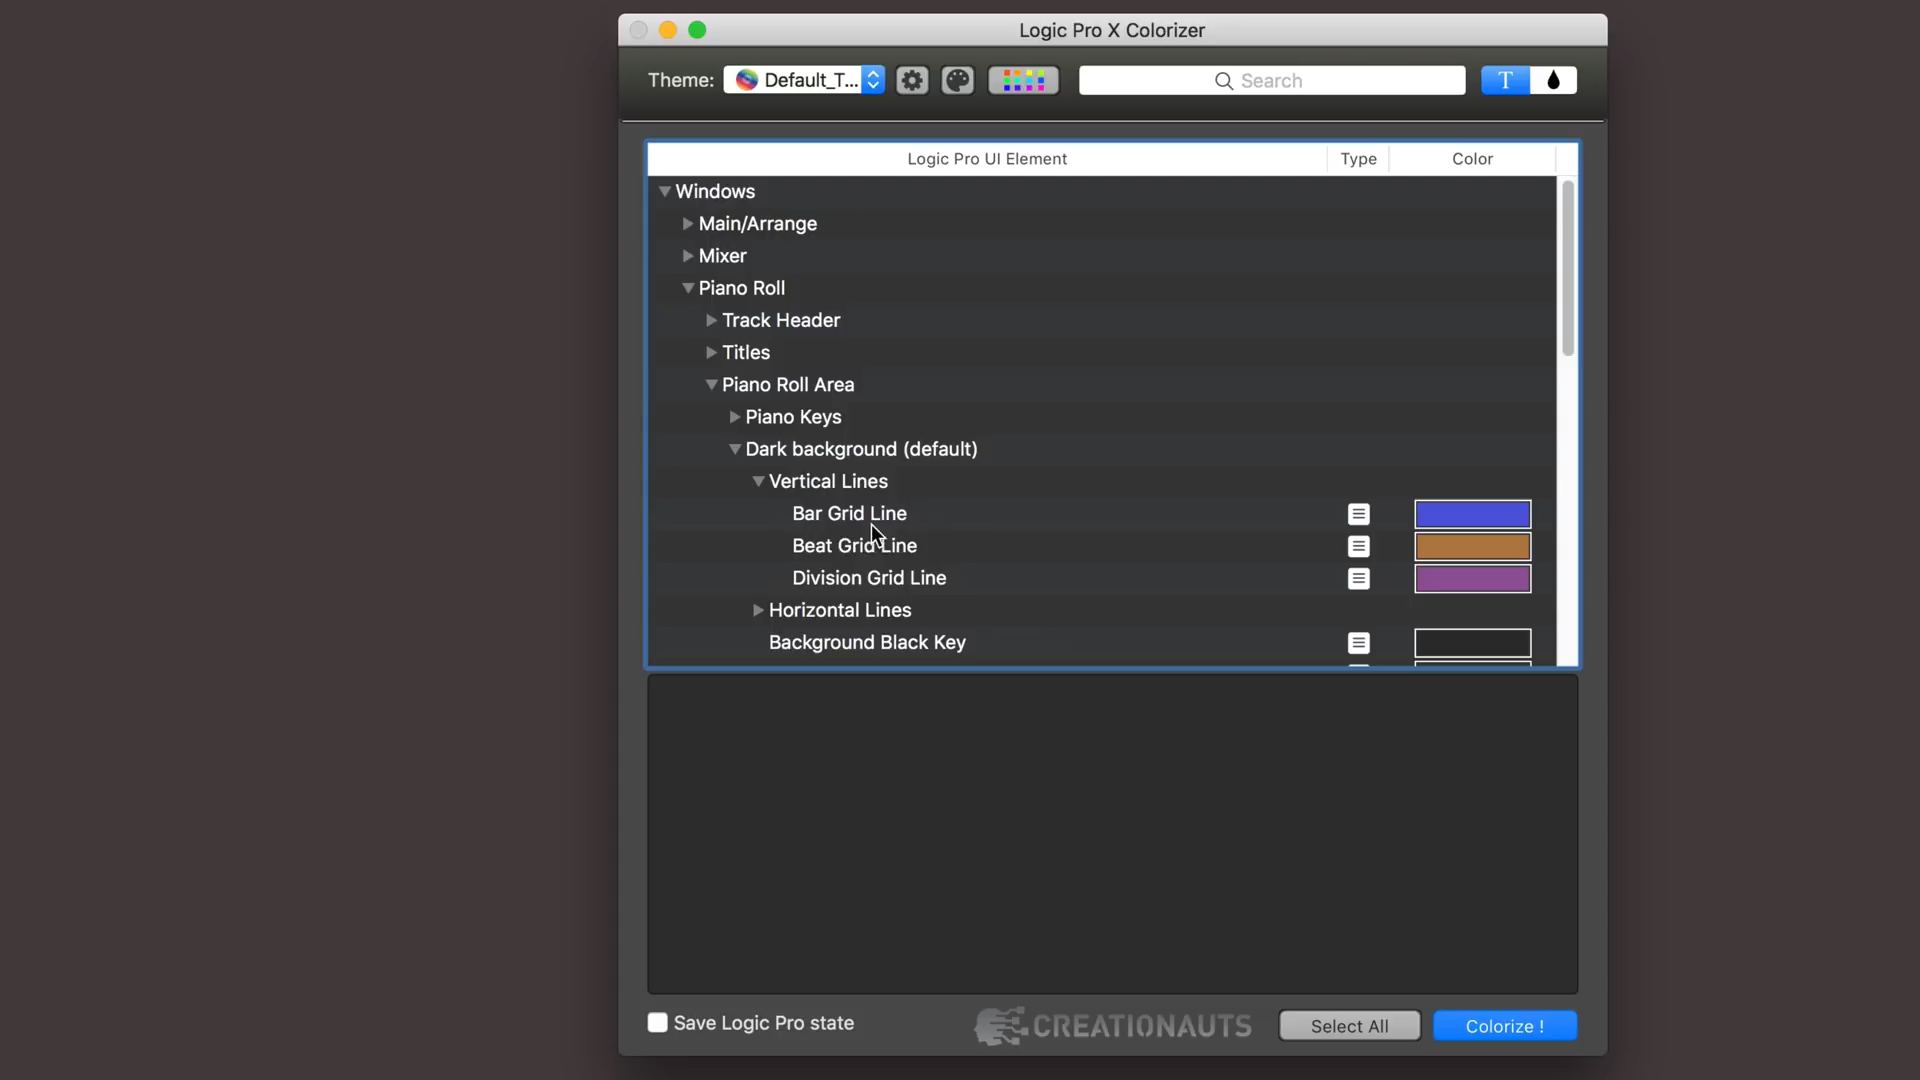 Logic Pro X Colorizer
Theme: Default_T... Search T
Logic Pro UI Element Type Color
Windows
Main/Arrange
Mixer
Piano Roll
Track Header
Titles
Piano Roll Area
Piano Keys
Dark background (default)
Vertical Lines
Bar Grid Line
Beat Grid Line
Division Grid Line
Horizontal Lines
Background Black Key
Save Logic Pro state CREATIONAUTS Select All Colorize !